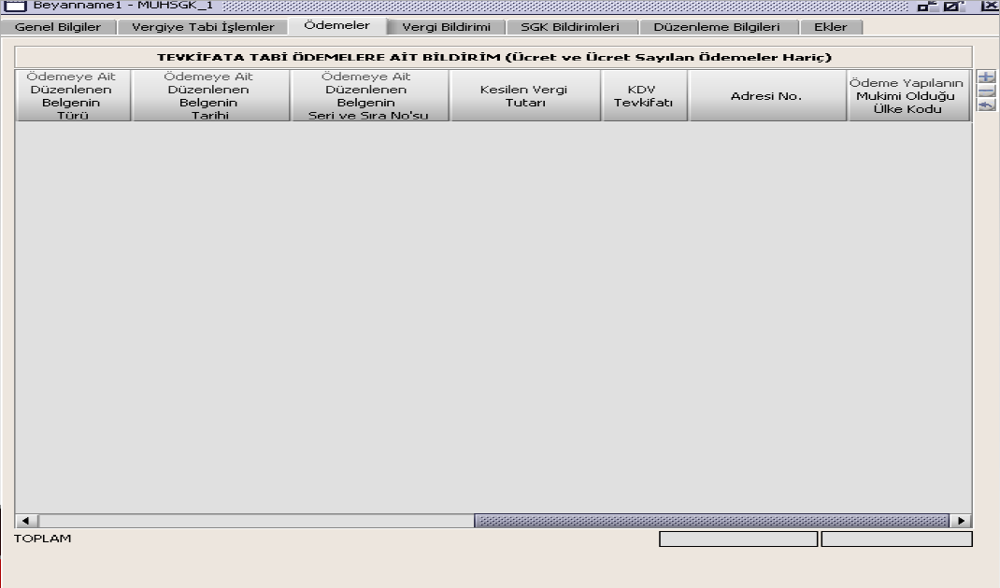 Beyanname1 - MUHSGK_1
Genel Bilgiler Vergiye Tabi İşlemler Ödemeler Vergi Bildirimi SGK Bildirimleri Düzenleme Bilgileri Ekler
TEVKİFATA TABİ ÖDEMELERE AİT BİLDİRİM (Ücret ve Ücret Sayılan Ödemeler Hariç)
Ödemeye Ait
Düzenlenen
Belgenin
Türü
Ödemeye Ait
Düzenlenen
Belgenin
Tarihi
Ödemeye Ait
Düzenlenen
Belgenin
Seri ve Sıra No'su
Kesilen Vergi
Tutarı
KDV
Tevkifatı
Adresi No.
Ödeme Yapılanın
Mukimi Olduğu
Ülke Kodu
TOPLAM